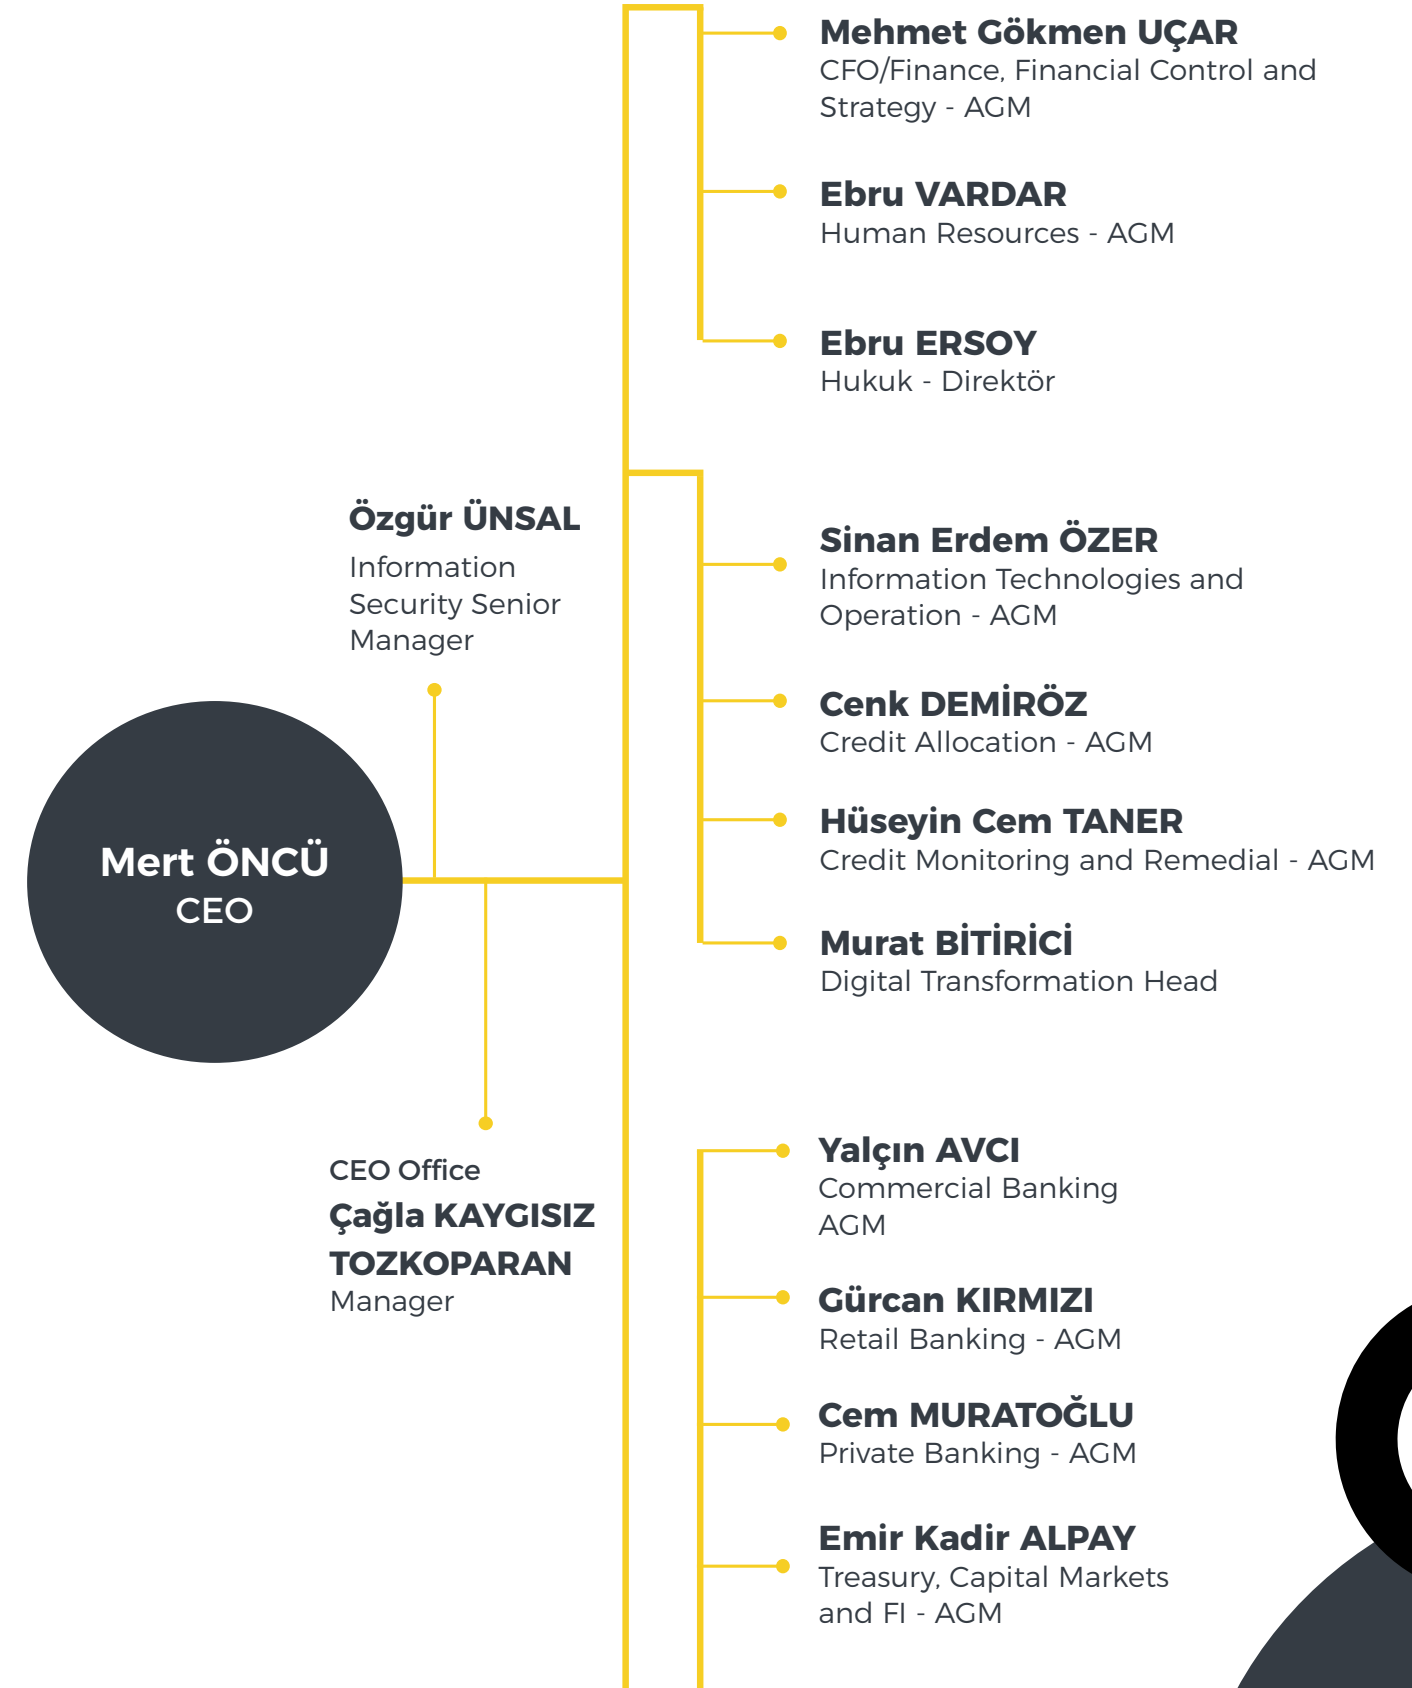 Mehmet Gökmen UÇAR
CFO/Finance, Financial Control and
Strategy - AGM
Ebru VARDAR
Human Resources - AGM
Ebru ERSOY
Hukuk - Direktör
Özgür ÜNSAL
Information
Security Senior
Manager
Sinan Erdem ÖZER
Information Technologies and
Operation - AGM
Cenk DEMİRÖZ
Credit Allocation - AGM
Hüseyin Cem TANER
Credit Monitoring and Remedial - AGM
Murat BİTİRİCİ
Digital Transformation Head
Mert ÖNCÜ
CEO
CEO Office
Çağla KAYGISIZ
TOZKOPARAN
Manager
Yalçın AVCI
Commercial Banking
AGM
Gürcan KIRMIZI
Retail Banking - AGM
Cem MURATOĞLU
Private Banking - AGM
Emir Kadir ALPAY
Treasury, Capital Markets
and FI - AGM